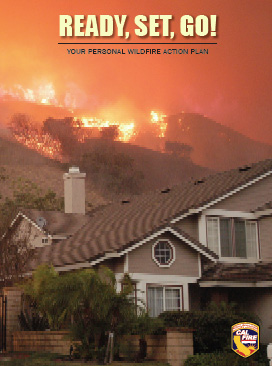 READY, SET, GO!
YOUR PERSONAL WILDFIRE ACTION PLAN
CAL
FIRE